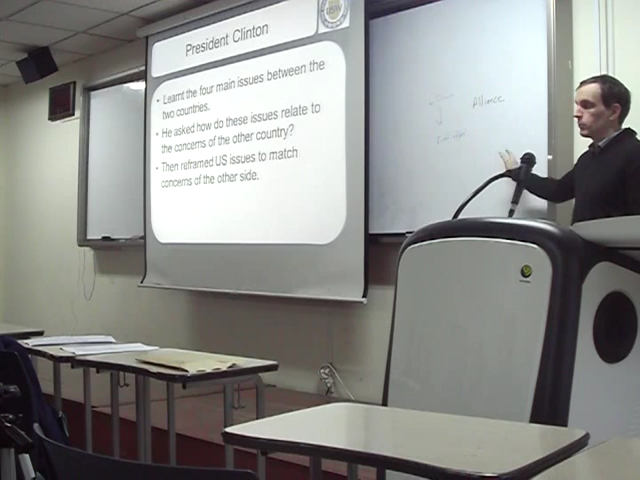 President Clinton
• Learnt the four main issues between the
two countries.
• He asked how do these issues relate to
the concerns of the other country?
• Then reframed US issues to match
concerns of the other side.
Alliance